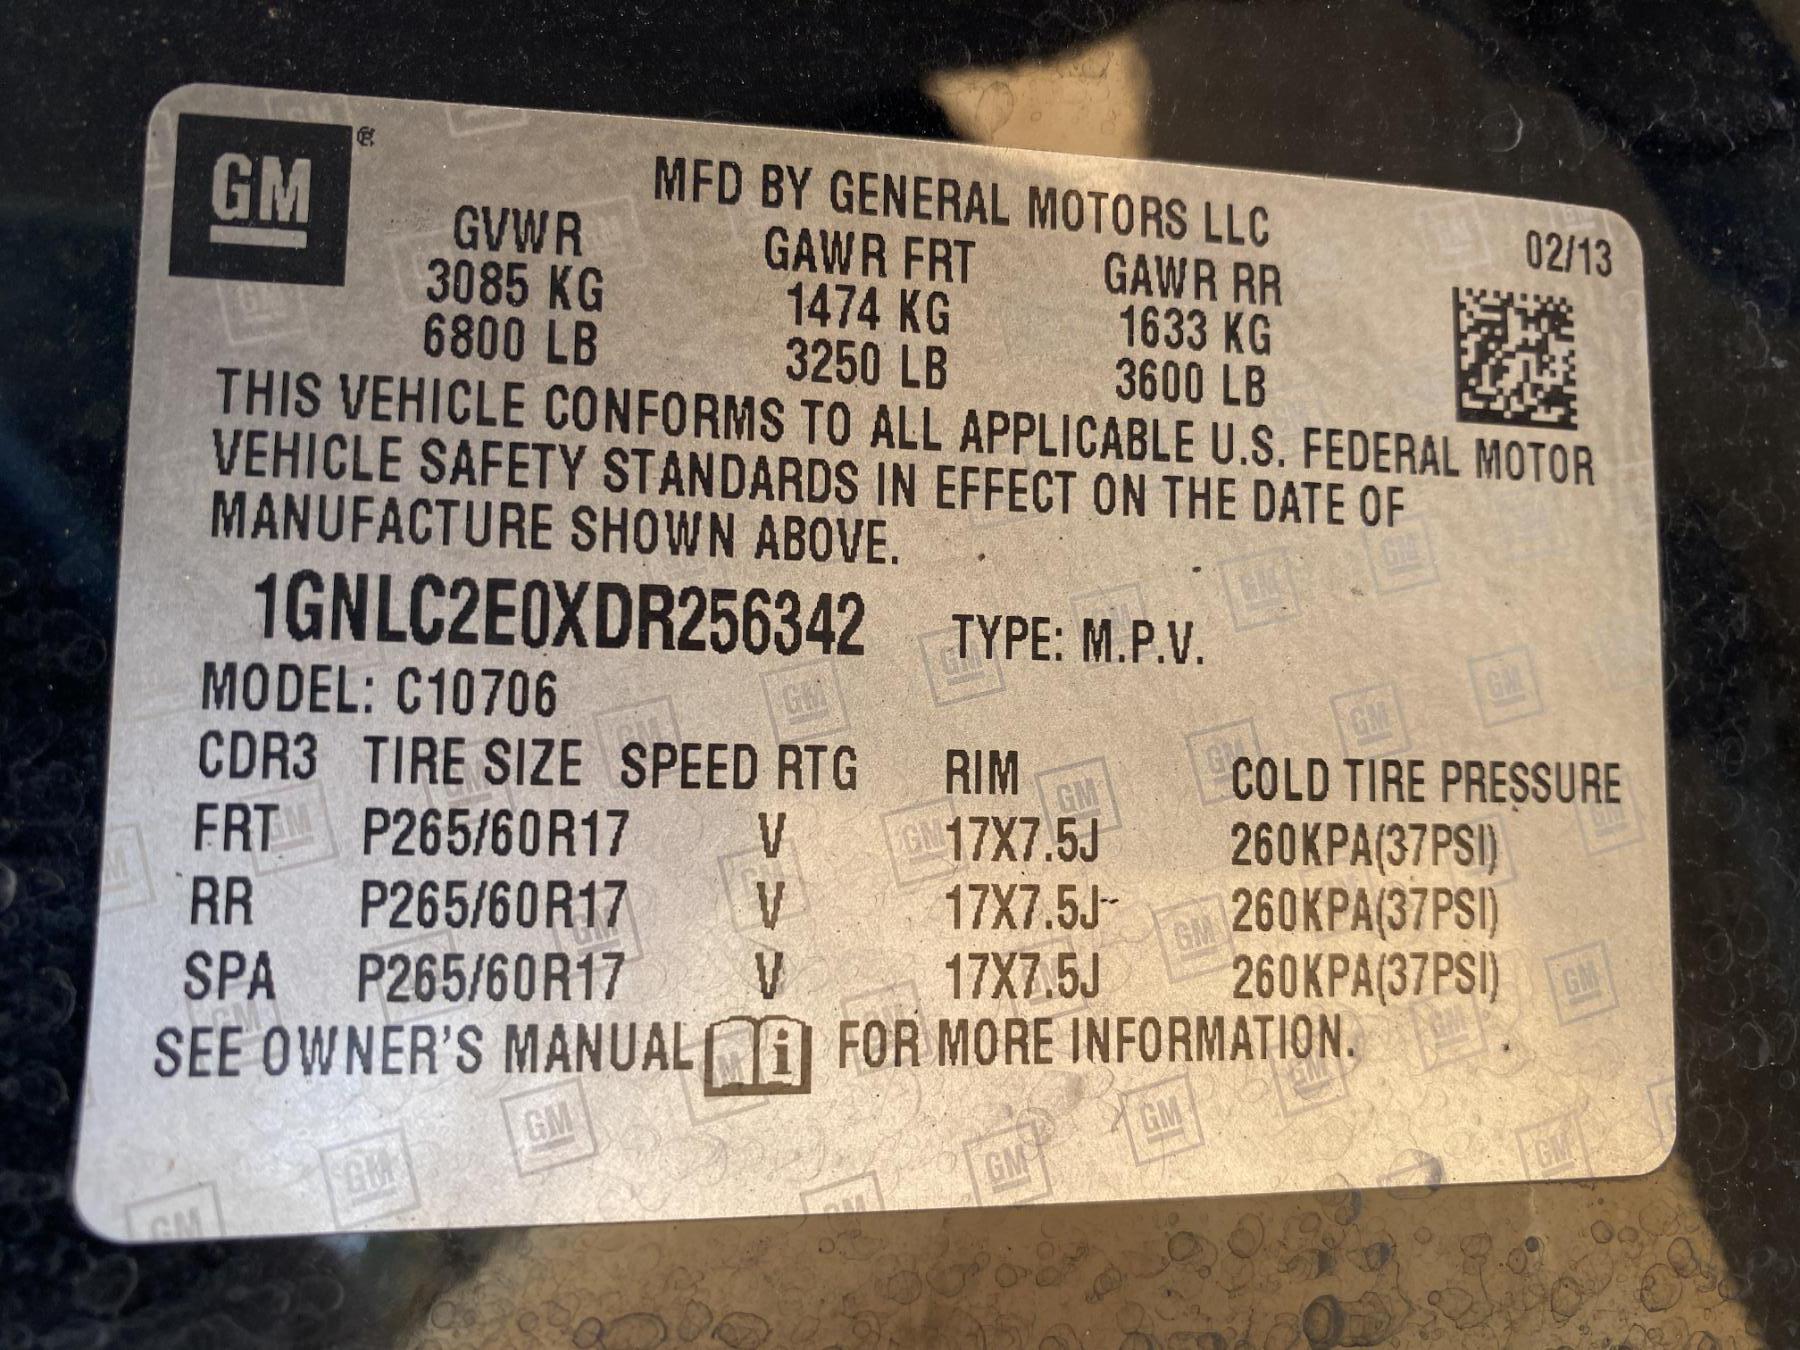 GM
MFD BY GENERAL MOTORS LLC
02/13
GVWR GAWR FRT GAWR RR
3085 KG 1474 KG 1633 KG
6800 LB 3250 LB 3600 LB
THIS VEHICLE CONFORMS TO ALL APPLICABLE U.S. FEDERAL MOTOR
VEHICLE SAFETY STANDARDS IN EFFECT ON THE DATE OF
MANUFACTURE SHOWN ABOVE.
1GNLC2E0XDR256342 TYPE: M.P.V.
MODEL: C10706
CDR3 TIRE SIZE SPEED RTG RIM COLD TIRE PRESSURE
FRT P265/60R17 V 17X7.5J 260KPA(37PSI)
RR P265/60R17 V 17X7.5J 260KPA(37PSI)
SPA P265/60R17 V 17X7.5J 260KPA(37PSI)
SEE OWNER'S MANUAL i FOR MORE INFORMATION.